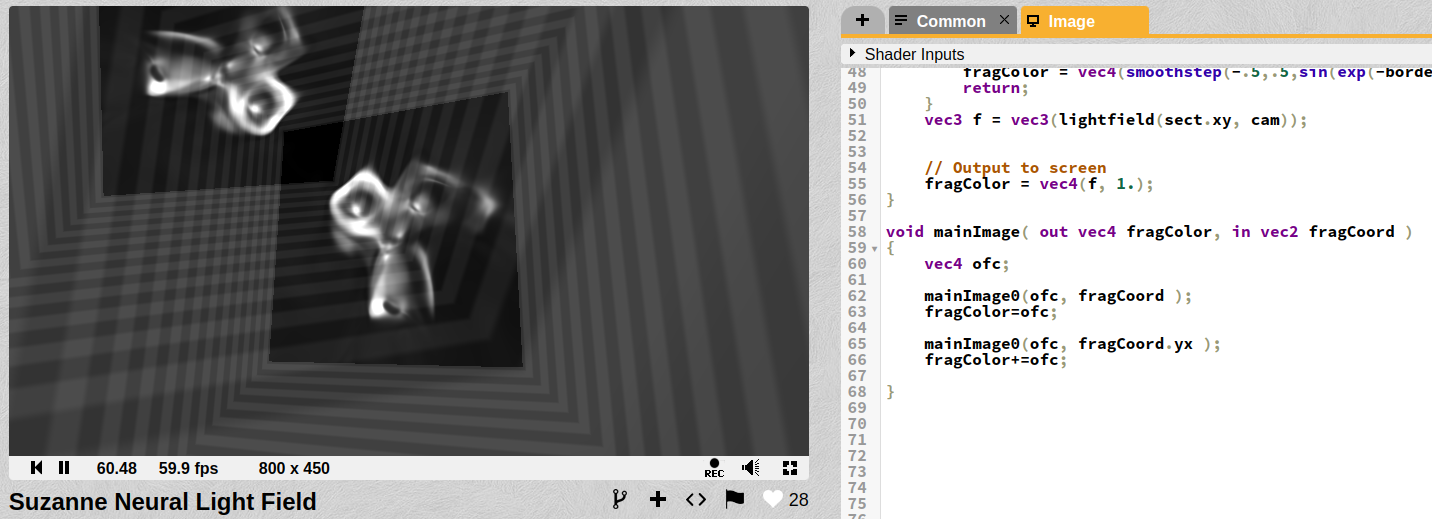 Common
Image
Shader Inputs
48 fragColor = vec4(smoothstep(-.5,.5,sin(exp(-borde
49 return;
50 }
51 vec3 f = vec3(lightfield(sect.xy, cam));
52
53
54 // Output to screen
55 fragColor = vec4(f, 1.);
56 }
57
58 void mainImage( out vec4 fragColor, in vec2 fragCoord )
59 {
60 vec4 ofc;
61
62 mainImage0(ofc, fragCoord );
63 fragColor=ofc;
64
65 mainImage0(ofc, fragCoord.yx );
66 fragColor+=ofc;
67
68 }
69
70
71
72
73
74
75
76
60.48 59.9 fps 800 x 450
REC
Suzanne Neural Light Field
28